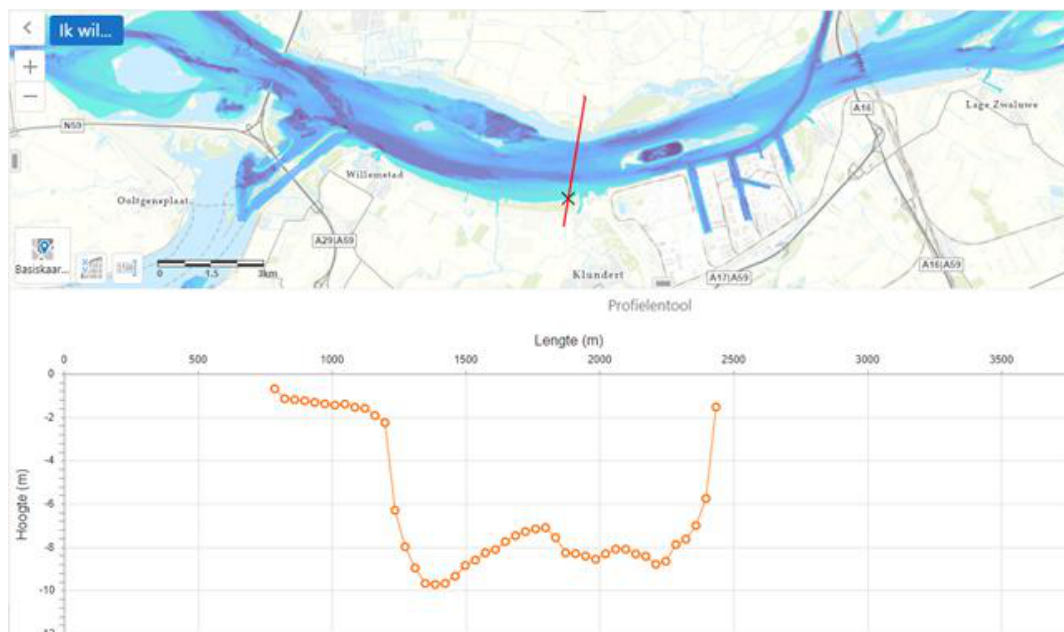 Ik wil...
+
−
N59
A16
Lage Zwaluwe
Willemstad
Ooltgensplaat
A29|A59
Basiskaar...
0 1.5 3km
Klundert
A17|A59
A16|A59
Profielentool
Lengte (m)
0 500 1000 1500 2000 2500 3000 3500
Hoogte (m)
0
-2
-4
-6
-8
-10
-12